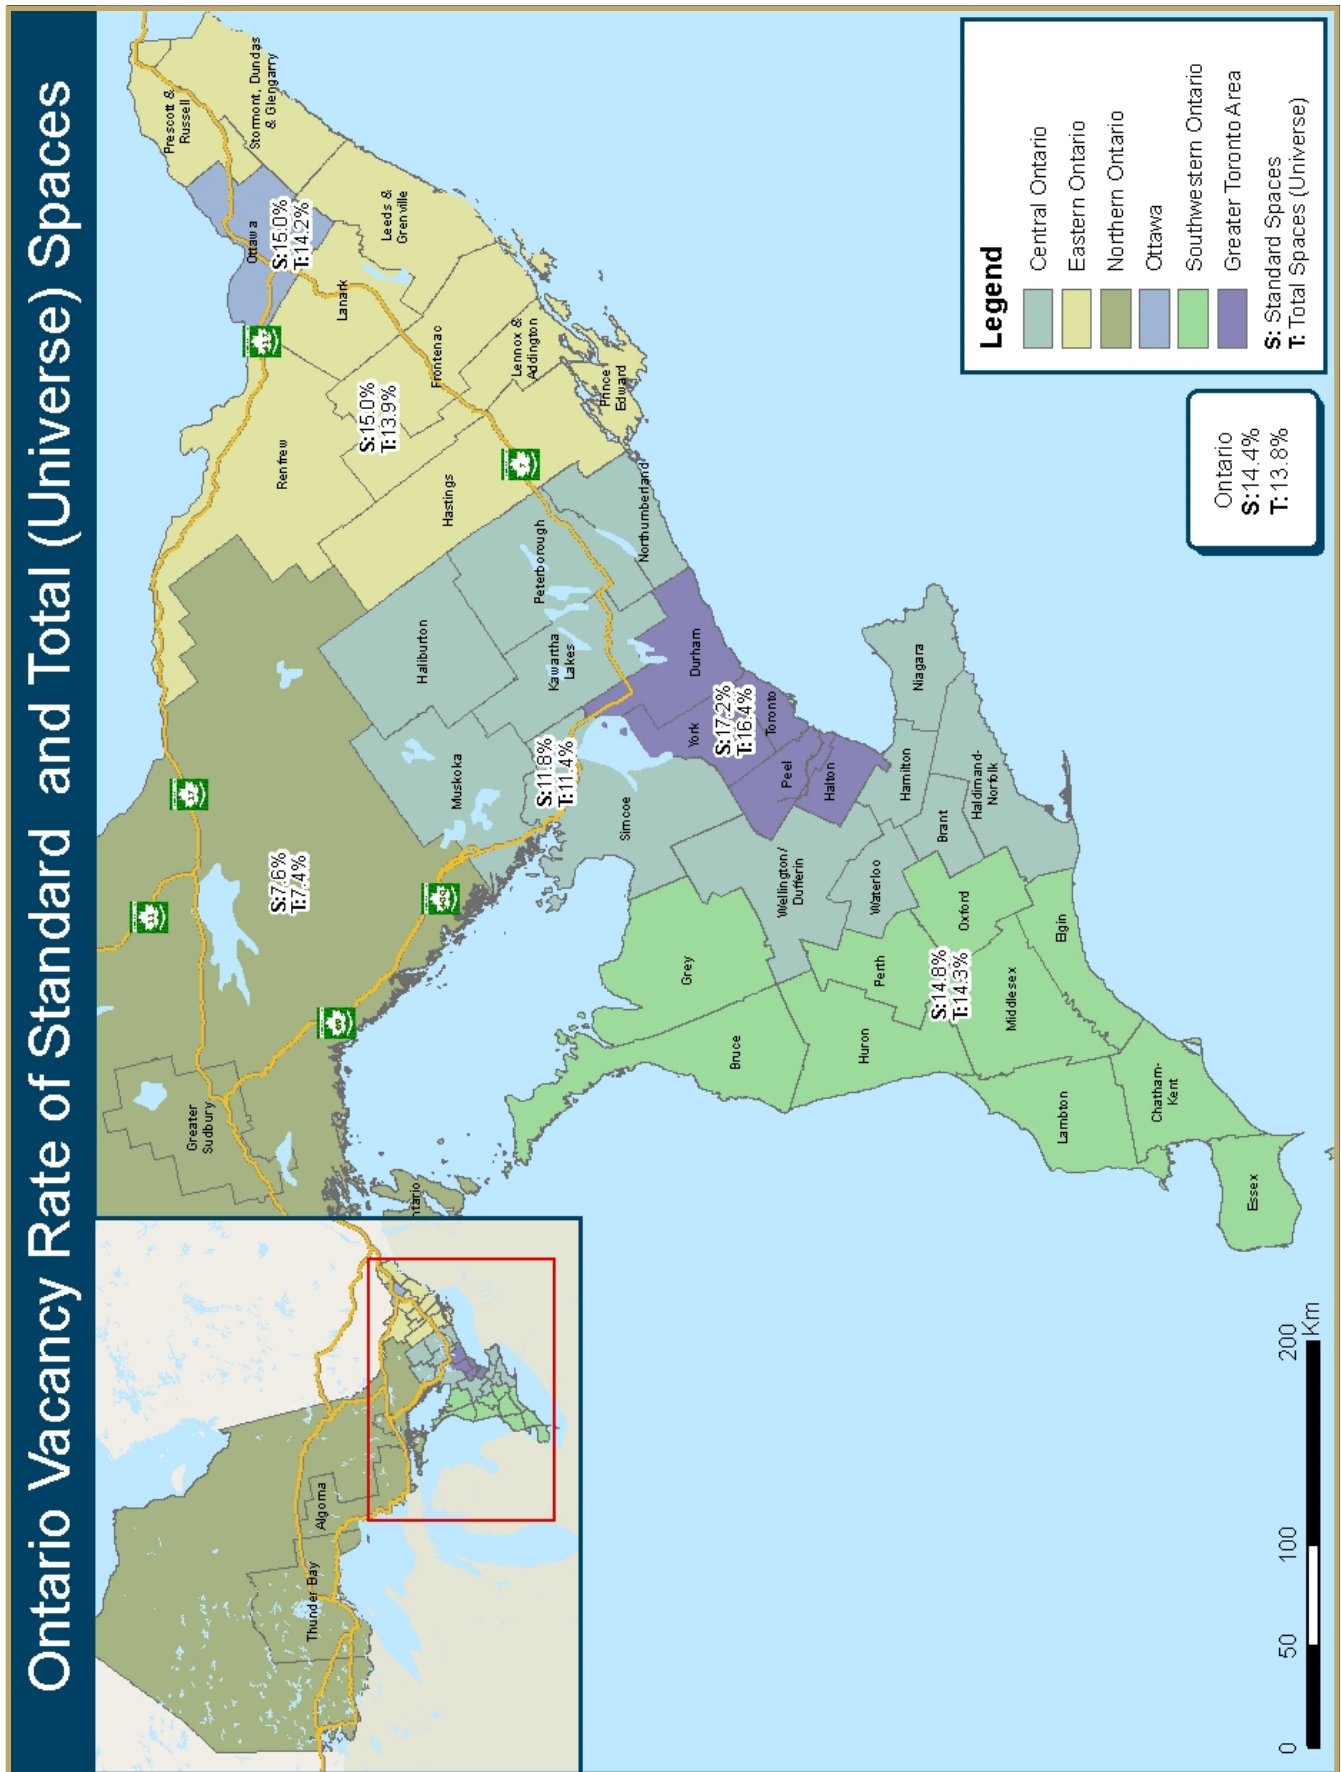 Ontario Vacancy Rate of Standard and Total (Universe) Spaces
Prescott &
Russell
Stormont, Dundas
& Glengarry
Ottawa
S:15.0%
T:14.2%
Leeds &
Grenville
Lanark
Frontenac
Lennox &
Addington
Prince
Edward
Renfrew
S:15.0%
T:13.9%
Hastings
Northumberland
Peterborough
Haliburton
Kawartha
Lakes
Muskoka
S:11.8%
T:11.4%
Simcoe
Durham
York
S:17.2%
T:16.4%
Toronto
Peel
Halton
Niagara
Hamilton
Haldimand-
Norfolk
Brant
Wellington/
Dufferin
Waterloo
Oxford
Elgin
Grey
Perth
S:14.8%
T:14.3%
Middlesex
Bruce
Huron
Lambton
Chatham-
Kent
Essex
S:7.6%
T:7.4%
Greater
Sudbury
ntario
Algoma
Thunder Bay
Legend
Central Ontario
Eastern Ontario
Northern Ontario
Ottawa
Southwestern Ontario
Greater Toronto Area
S: Standard Spaces
T: Total Spaces (Universe)
Ontario
S:14.4%
T:13.8%
0 50 100 200
Km